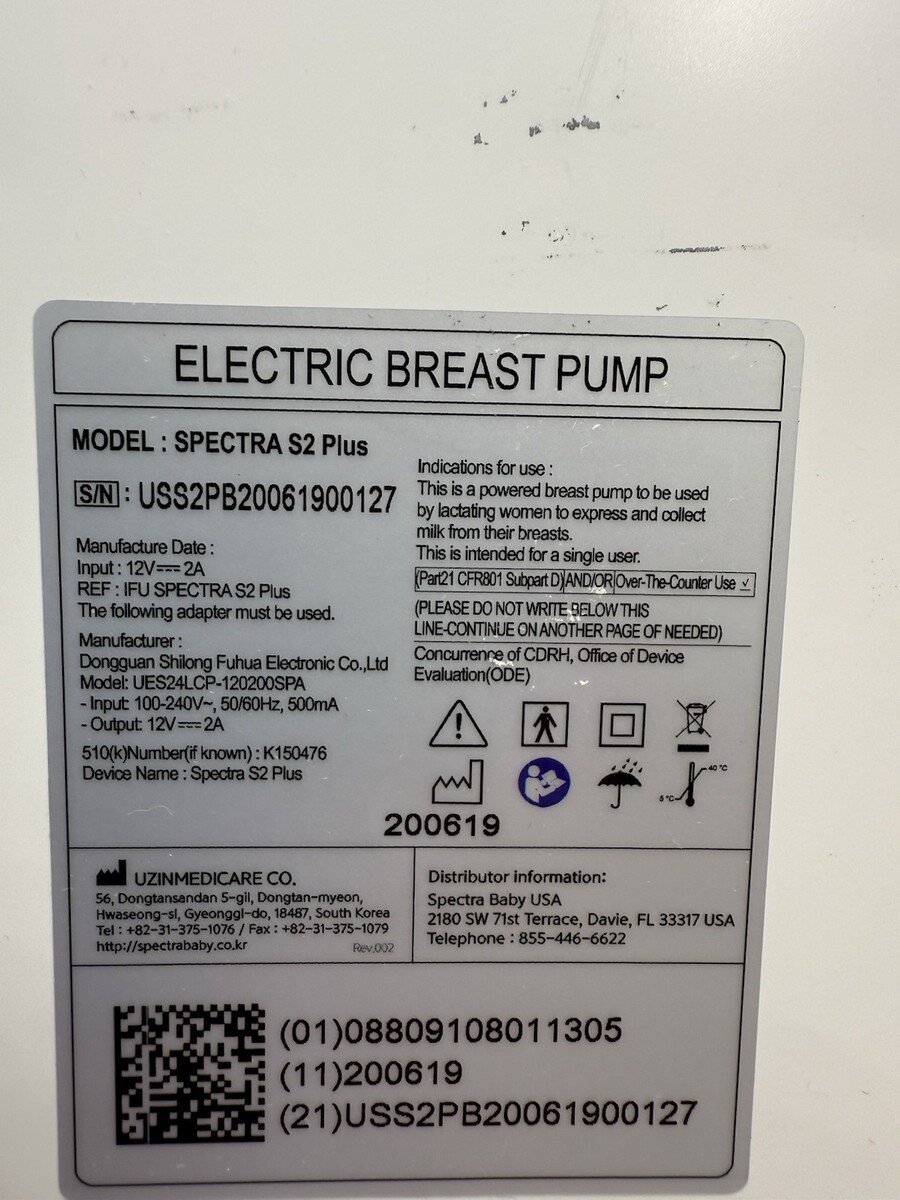 ELECTRIC BREAST PUMP
MODEL : SPECTRA S2 Plus
S/N : USS2PB20061900127
Manufacture Date :
Input : 12V⎓ 2A
REF : IFU SPECTRA S2 Plus
The following adapter must be used.
Manufacturer :
Dongguan Shilong Fuhua Electronic Co.,Ltd
Model: UES24LCP-120200SPA
- Input: 100-240V~, 50/60Hz, 500mA
- Output: 12V⎓ 2A
510(k)Number(if known) : K150476
Device Name : Spectra S2 Plus
Indications for use :
This is a powered breast pump to be used
by lactating women to express and collect
milk from their breasts.
This is intended for a single user.
(Part21 CFR801 Subpart D)AND/OR Over-The-Counter Use ✓
(PLEASE DO NOT WRITE BELOW THIS
LINE-CONTINUE ON ANOTHER PAGE OF NEEDED)
Concurrence of CDRH, Office of Device
Evaluation(ODE)
40 °C
5 °C
200619
UZINMEDICARE CO.
56, Dongtansandan 5-gil, Dongtan-myeon,
Hwaseong-si, Gyeonggi-do, 18487, South Korea
Tel : +82-31-375-1076 / Fax : +82-31-375-1079
http://spectrababy.co.kr
Rev.002
Distributor information:
Spectra Baby USA
2180 SW 71st Terrace, Davie, FL 33317 USA
Telephone : 855-446-6622
(01)08809108011305
(11)200619
(21)USS2PB20061900127